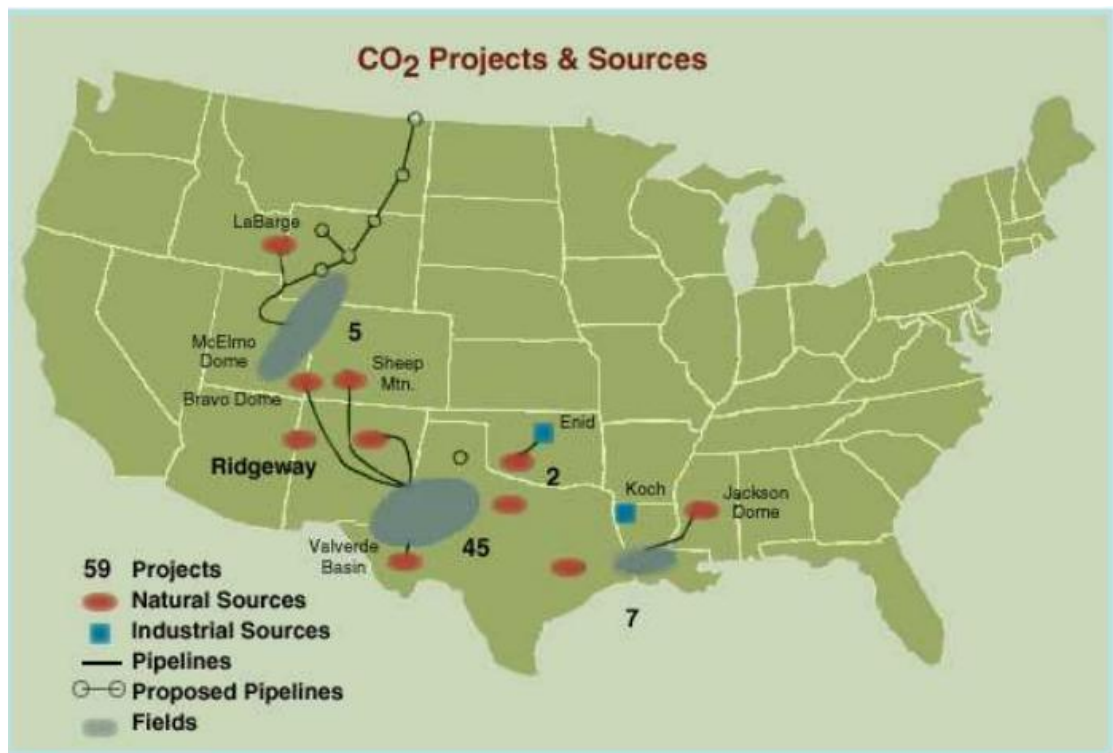 CO2 Projects & Sources
LaBarge
5
McElmo
Dome
Sheep
Mtn.
Bravo Dome
Enid
Ridgeway
2
Koch
Jackson
Dome
Valverde
Basin
45
7
59 Projects
Natural Sources
Industrial Sources
Pipelines
Proposed Pipelines
Fields